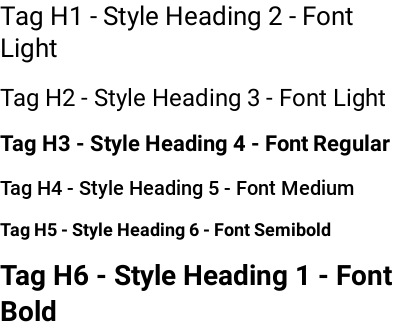 Tag H1 - Style Heading 2 - Font
Light
Tag H2 - Style Heading 3 - Font Light
Tag H3 - Style Heading 4 - Font Regular
Tag H4 - Style Heading 5 - Font Medium
Tag H5 - Style Heading 6 - Font Semibold
Tag H6 - Style Heading 1 - Font
Bold